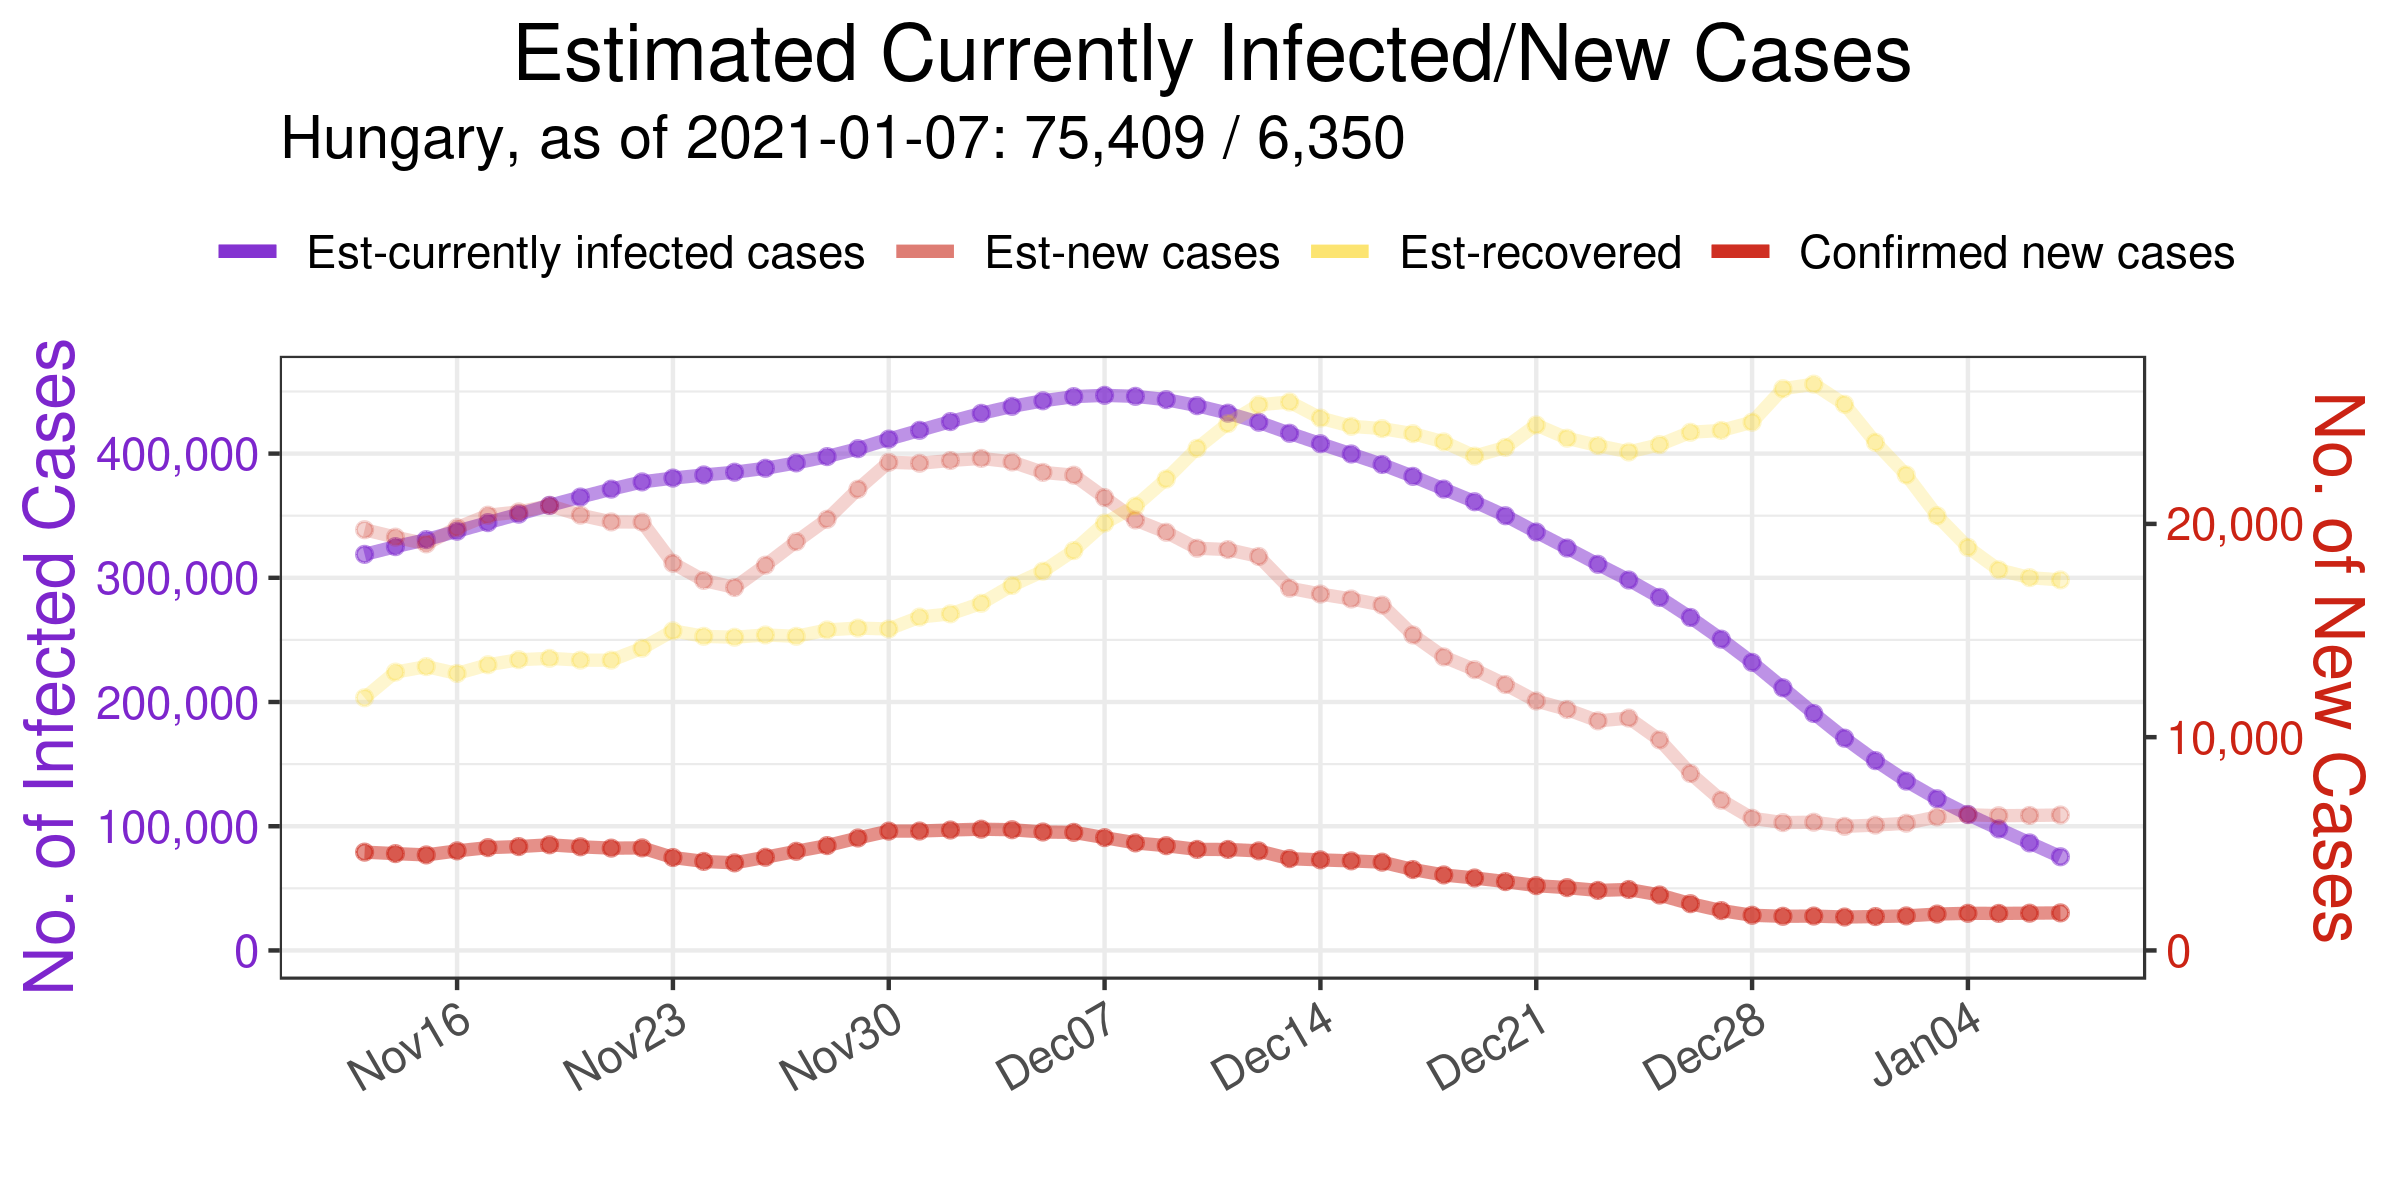 Estimated Currently Infected/New Cases
Hungary, as of 2021-01-07: 75,409 / 6,350
Est-currently infected cases Est-new cases Est-recovered Confirmed new cases
No. of Infected Cases
400,000
300,000
200,000
100,000
0
20,000
10,000
0
No. of New Cases
Nov16 Nov23 Nov30 Dec07 Dec14 Dec21 Dec28 Jan04